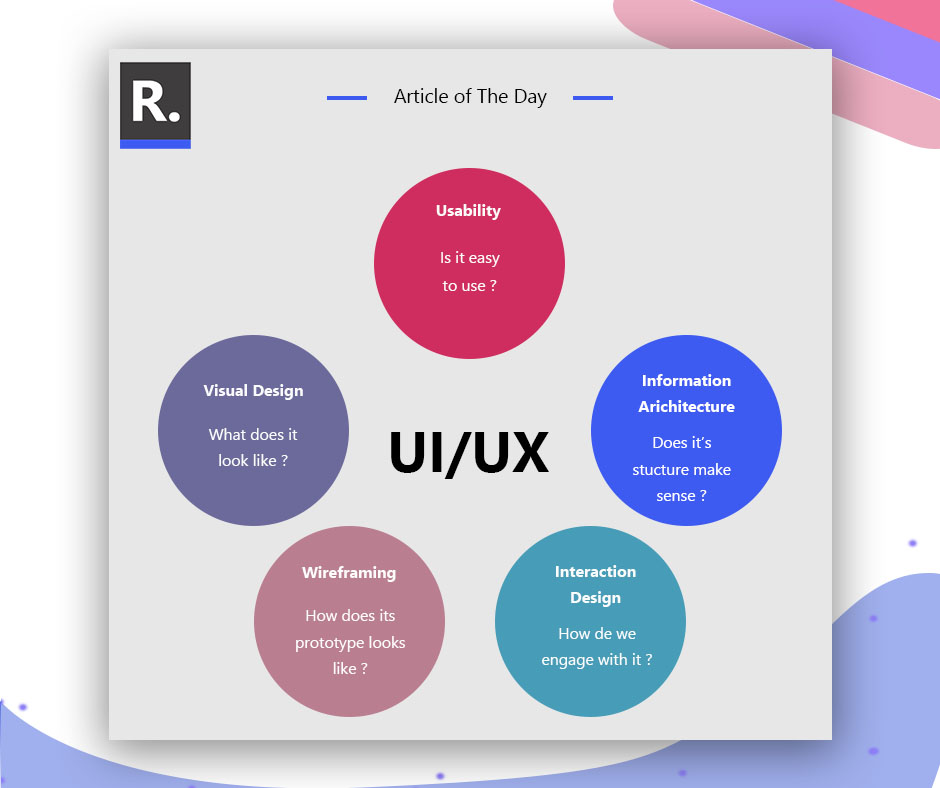 R.
Article of The Day
Usability
Is it easy
to use ?
Visual Design
What does it
look like ?
UI/UX
Information
Arichitecture
Does it’s
stucture make
sense ?
Wireframing
How does its
prototype looks
like ?
Interaction
Design
How de we
engage with it ?